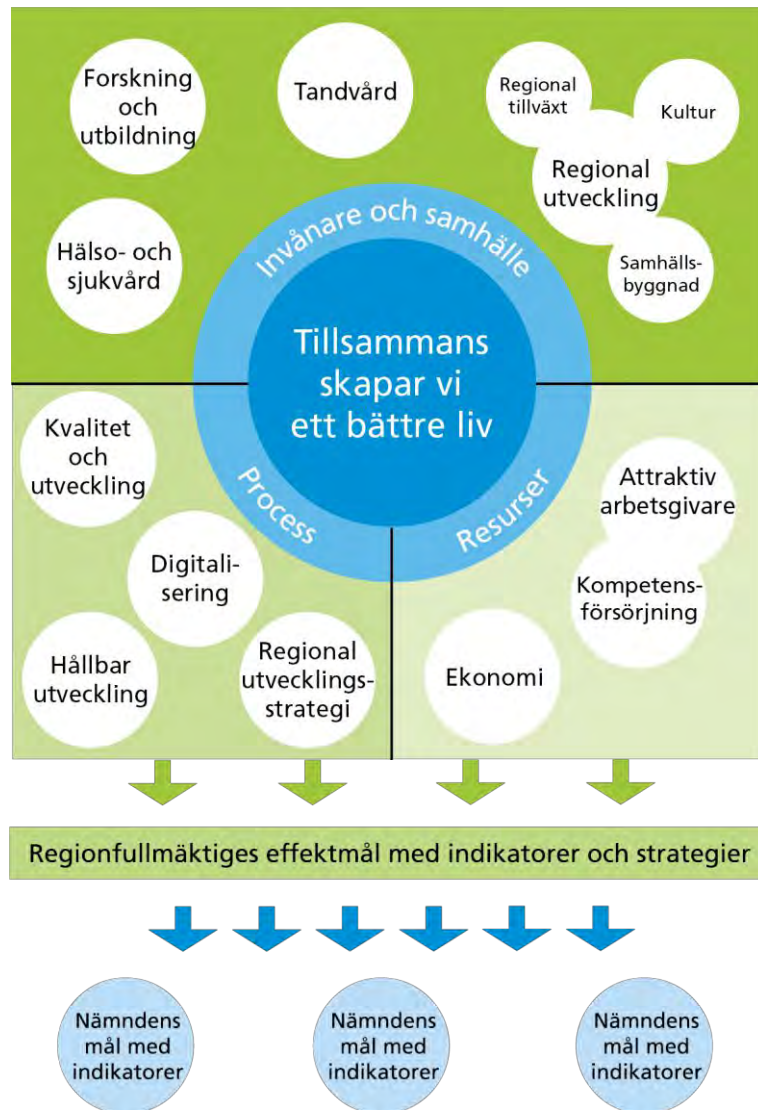 Forskning
och
utbildning
Tandvård
Regional
tillväxt
Kultur
Regional
utveckling
Samhälls-
byggnad
Hälso- och
sjukvård
Invånare och samhälle
Tillsammans
skapar vi
ett bättre liv
Process
Resurser
Kvalitet
och
utveckling
Digitali-
sering
Hållbar
utveckling
Regional
utvecklings-
strategi
Attraktiv
arbetsgivare
Kompetens-
försörjning
Ekonomi
Regionfullmäktiges effektmål med indikatorer och strategier
Nämndens
mål med
indikatorer
Nämndens
mål med
indikatorer
Nämndens
mål med
indikatorer